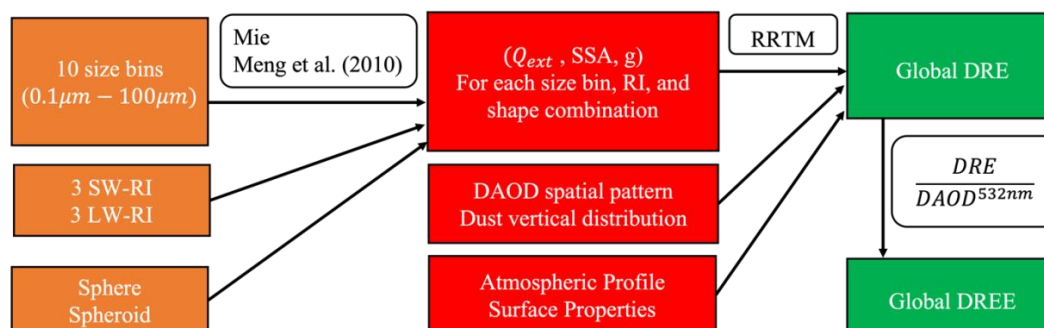 10 size bins
(0.1μm − 100μm)
3 SW-RI
3 LW-RI
Sphere
Spheroid
Mie
Meng et al. (2010)
(Q_ext , SSA, g)
For each size bin, RI, and
shape combination
DAOD spatial pattern
Dust vertical distribution
Atmospheric Profile
Surface Properties
RRTM
Global DRE
DRE
DAOD^532nm
Global DREE